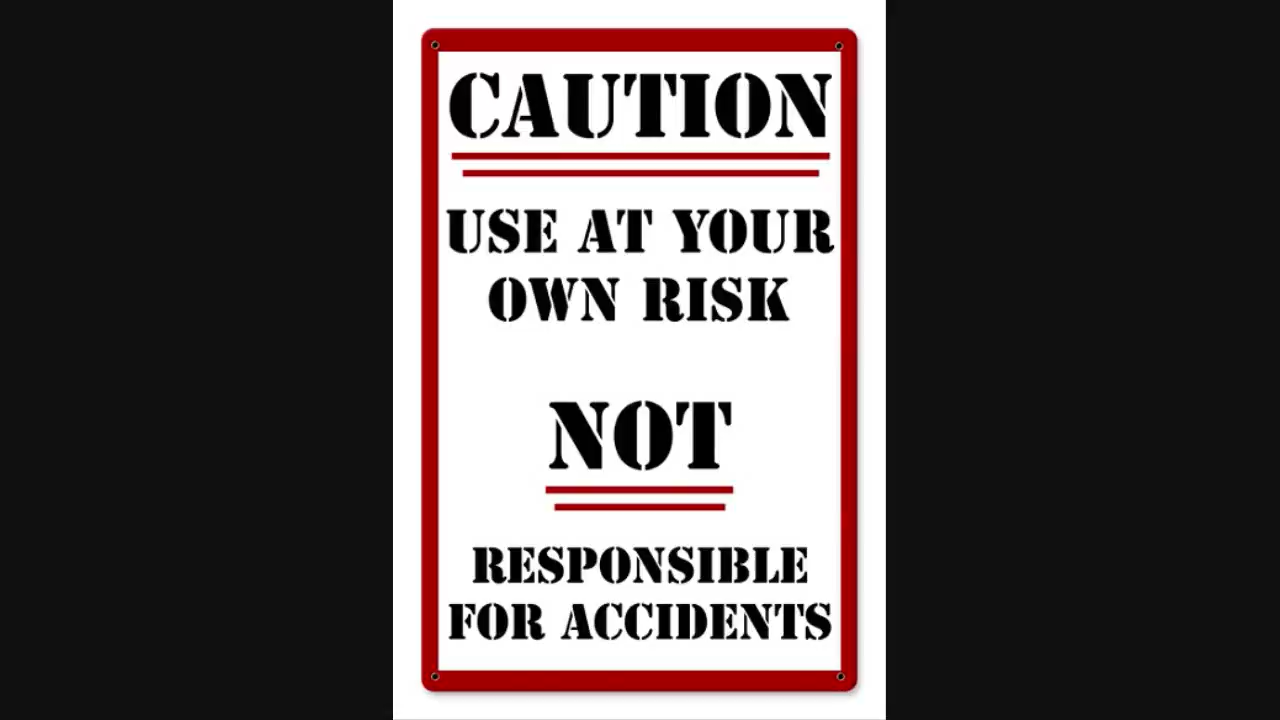 CAUTION
USE AT YOUR
OWN RISK
NOT
RESPONSIBLE
FOR ACCIDENTS